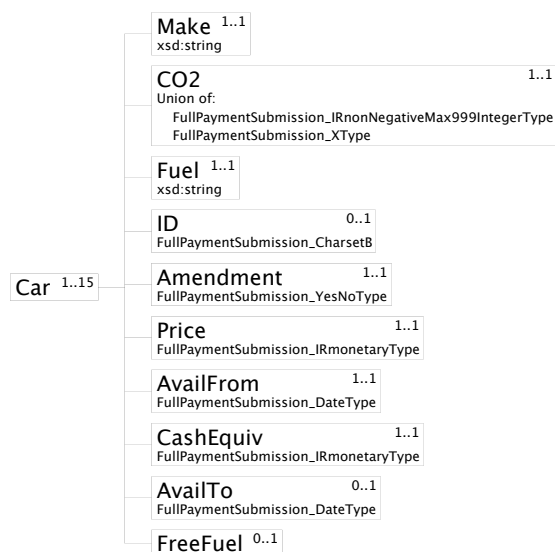 Make 1..1
xsd:string
CO2 1..1
Union of:
FullPaymentSubmission_IRnonNegativeMax999IntegerType
FullPaymentSubmission_XType
Fuel 1..1
xsd:string
ID 0..1
FullPaymentSubmission_CharsetB
Car 1..15
Amendment 1..1
FullPaymentSubmission_YesNoType
Price 1..1
FullPaymentSubmission_IRmonetaryType
AvailFrom 1..1
FullPaymentSubmission_DateType
CashEquiv 1..1
FullPaymentSubmission_IRmonetaryType
AvailTo 0..1
FullPaymentSubmission_DateType
FreeFuel 0..1